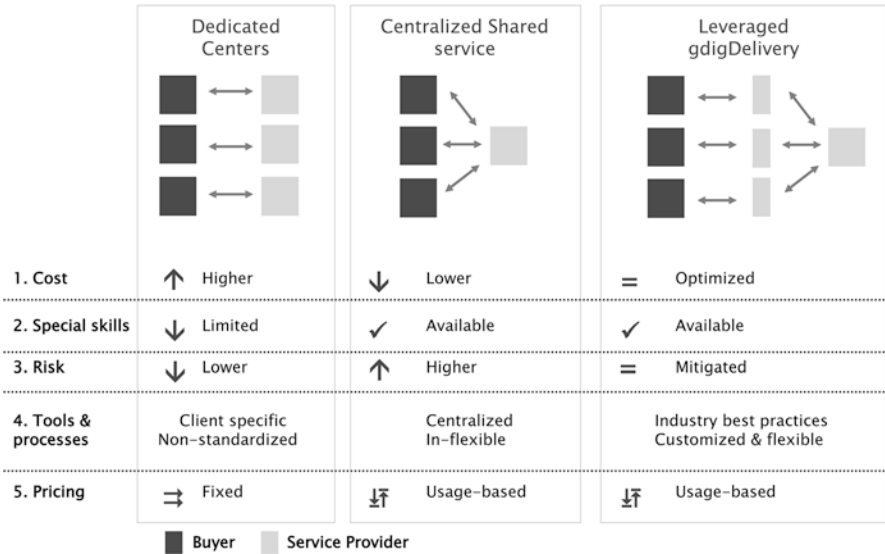 Dedicated
Centers
Centralized Shared
service
Leveraged
gdigDelivery
1. Cost
Higher
Lower
= Optimized
2. Special skills
Limited
✓ Available
✓ Available
3. Risk
Lower
Higher
= Mitigated
4. Tools &
processes
Client specific
Non-standardized
Centralized
In-flexible
Industry best practices
Customized & flexible
5. Pricing
Fixed
Usage-based
Usage-based
Buyer
Service Provider